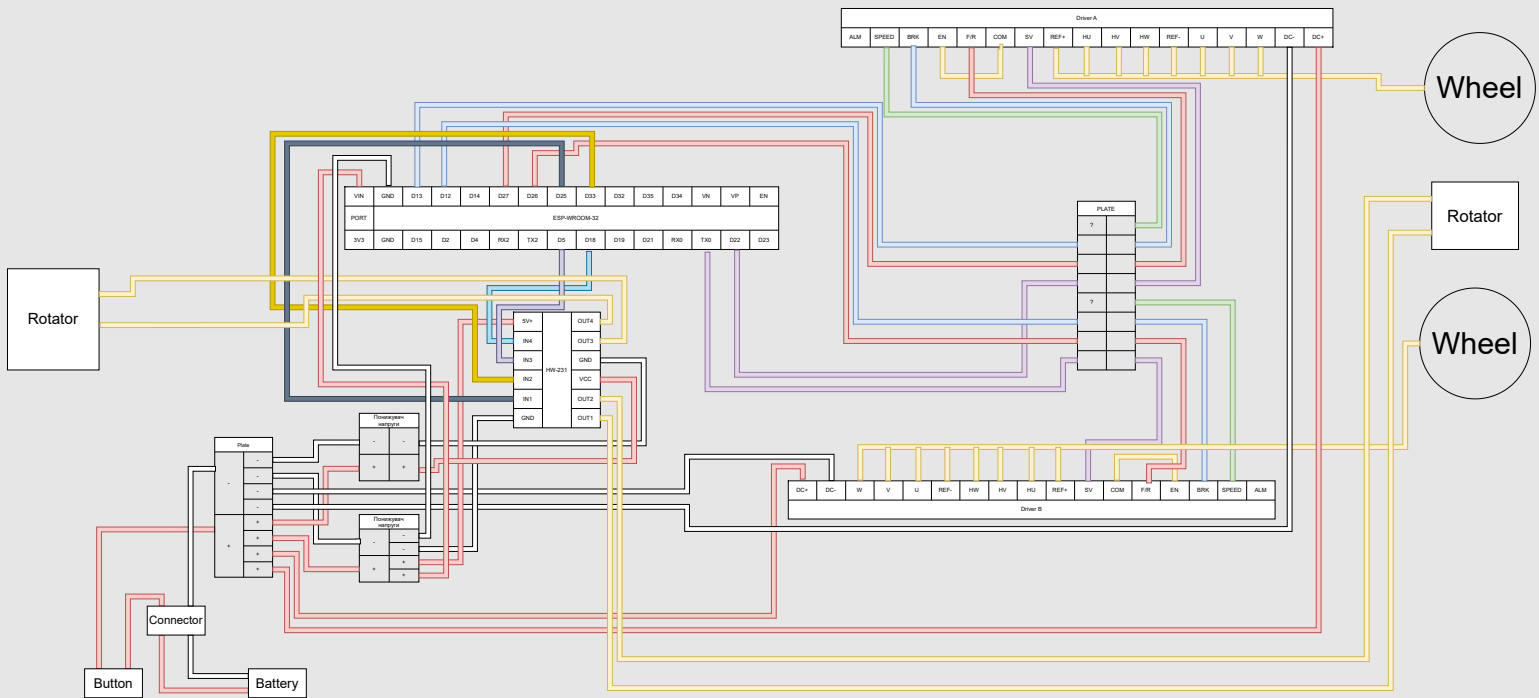 Driver A
ALM SPEED BRK EN F/R COM SV REF+ HU HV HW REF- U V W DC- DC+
Wheel
VIN GND D13 D12 D14 D27 D26 D25 D33 D32 D35 D34 VN VP EN
PORT ESP-WROOM-32
3V3 GND D15 D2 D4 RX2 TX2 D5 D18 D19 D21 RX0 TX0 D22 D23
PLATE
?
?
Rotator
Rotator
Wheel
5V+ OUT4
IN4 OUT3
IN3 GND
HW-231
IN2 VCC
IN1 OUT2
GND OUT1
Понижувач
напруги
- -
+ +
Plate
-
-
-
-
-
+
+
+
+
+
Понижувач
напруги
- -
-
+ +
+
DC+ DC- W V U REF- HW HV HU REF+ SV COM F/R EN BRK SPEED ALM
Driver B
Connector
Button
Battery